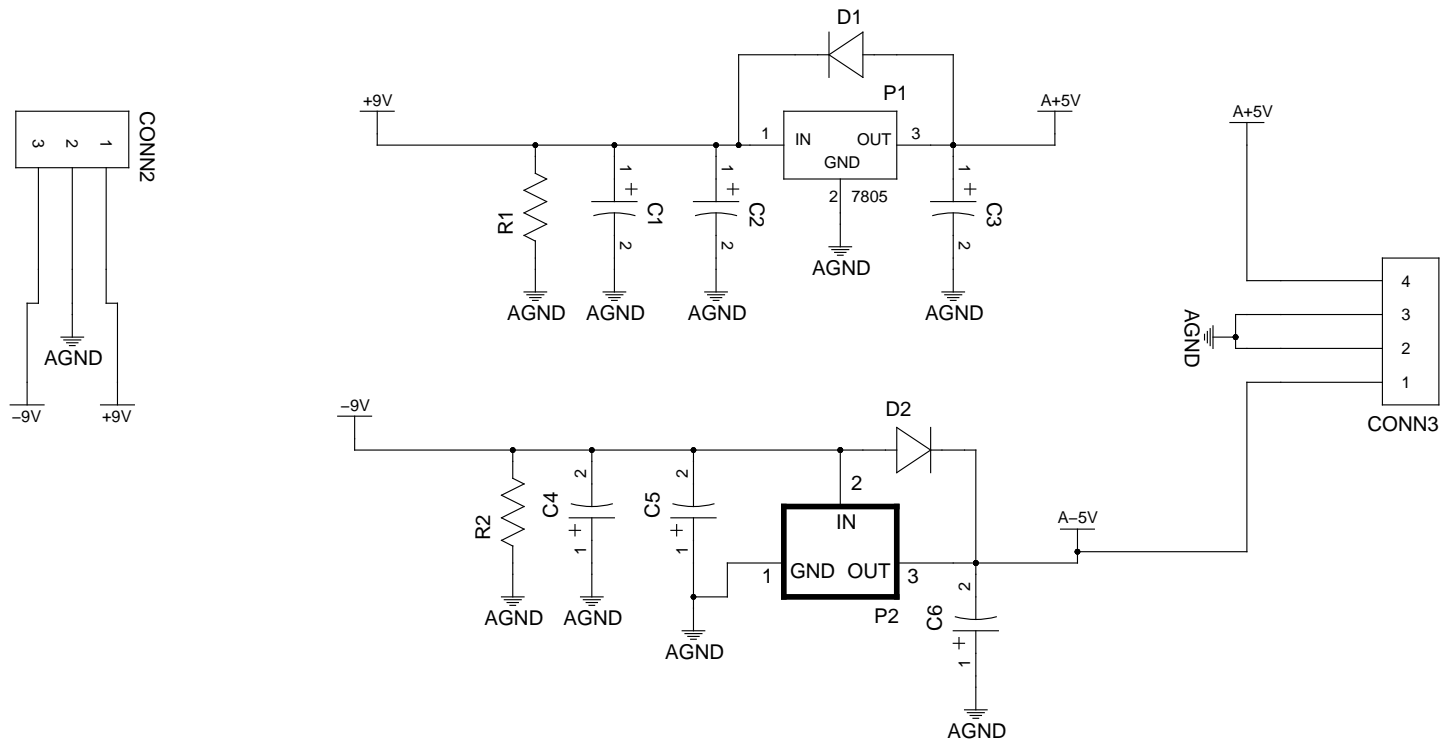 D1
P1
+9V
A+5V
A+5V
CONN2
3 2 1
1 IN OUT 3
GND
2 7805
R1
1 + C1 2
1 + C2 2
1 + C3 2
AGND
AGND AGND AGND AGND
4
3
2
1
AGND
CONN3
AGND
−9V +9V
−9V
D2
2
IN
R2
2 C4 1 +
2 C5 1 +
1 GND OUT 3
P2
A−5V
2 C6 1 +
AGND AGND
AGND
AGND